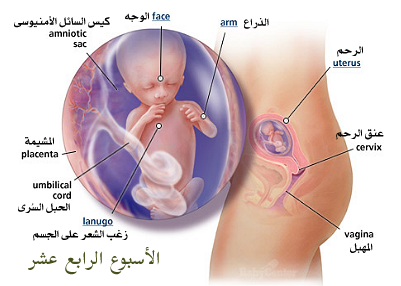 كيس السائل الأمنيوسى
amniotic
sac
الوجه face
الذراع arm
الرحم
uterus
عنق الرحم
cervix
المشيمة
placenta
umbilical
cord
الحبل السرى
lanugo
زغب الشعر على الجسم
vagina
المهبل
الأسبوع الرابع عشر